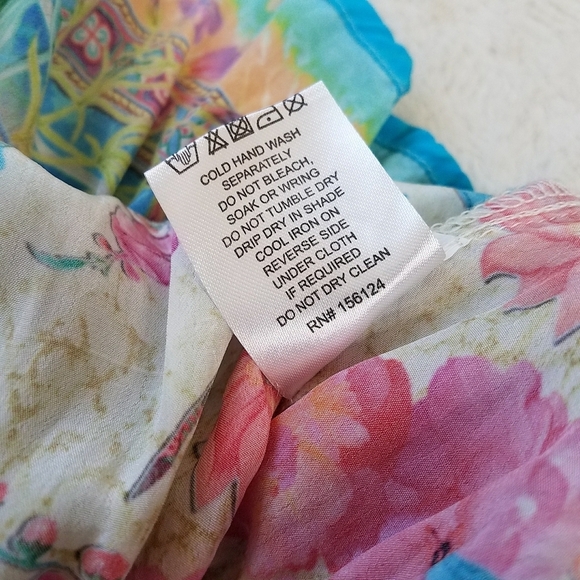 COLD HAND WASH
SEPARATELY
DO NOT BLEACH,
SOAK OR WRING
DO NOT TUMBLE DRY
DRIP DRY IN SHADE
COOL IRON ON
REVERSE SIDE
UNDER CLOTH
IF REQUIRED
DO NOT DRY CLEAN
RN# 156124